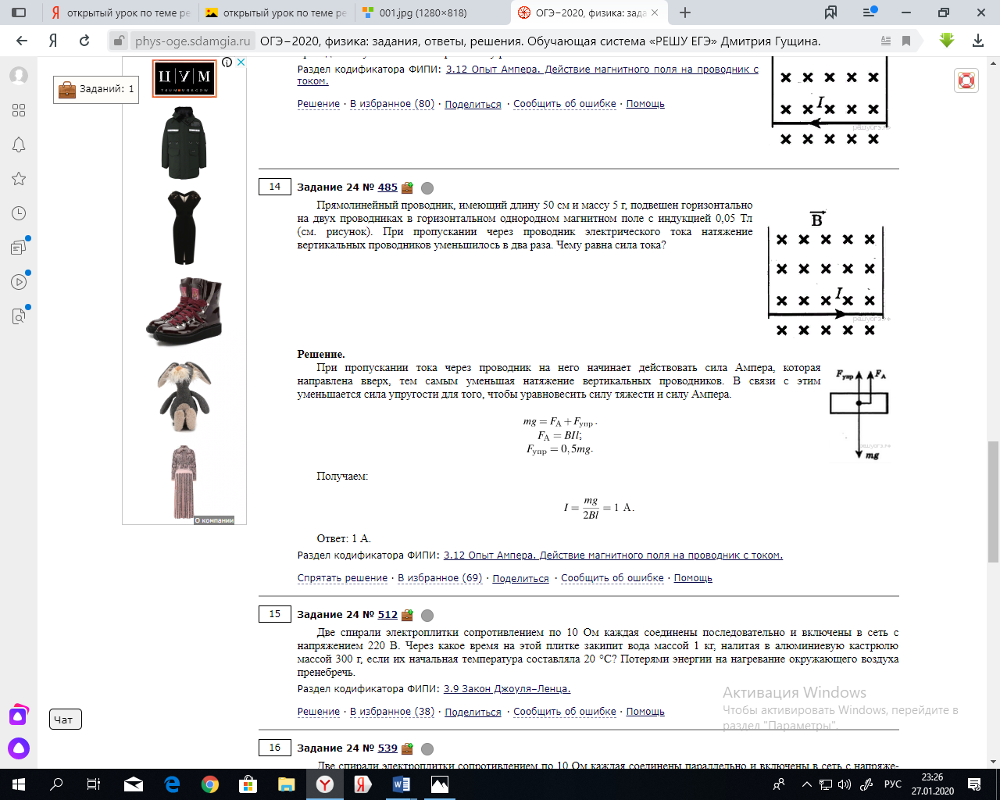 открытый урок по теме ре
открытый урок по теме ре
001.jpg (1280×818)
ОГЭ−2020, физика: зада
phys-oge.sdamgia.ru
ОГЭ−2020, физика: задания, ответы, решения. Обучающая система «РЕШУ ЕГЭ» Дмитрия Гущина.
Заданий: 1
ЦУМ
О компании
Чат
Раздел кодификатора ФИПИ: 3.12 Опыт Ампера. Действие магнитного поля на проводник с
током.
Решение · В избранное (80) · Поделиться · Сообщить об ошибке · Помощь
I
14
Задание 24 № 485
Прямолинейный проводник, имеющий длину 50 см и массу 5 г, подвешен горизонтально
на двух проводниках в горизонтальном однородном магнитном поле с индукцией 0,05 Тл
(см. рисунок). При пропускании через проводник электрического тока натяжение
вертикальных проводников уменьшилось в два раза. Чему равна сила тока?
B
I
Решение.
При пропускании тока через проводник на него начинает действовать сила Ампера, которая
направлена вверх, тем самым уменьшая натяжение вертикальных проводников. В связи с этим
уменьшается сила упругости для того, чтобы уравновесить силу тяжести и силу Ампера.
Fупр FA
mg
mg = FА + Fупр.
FА = BIl;
Fупр = 0,5mg.
Получаем:
I = mg/2Bl = 1 А.
Ответ: 1 А.
Раздел кодификатора ФИПИ: 3.12 Опыт Ампера. Действие магнитного поля на проводник с током.
Спрятать решение · В избранное (69) · Поделиться · Сообщить об ошибке · Помощь
15
Задание 24 № 512
Две спирали электроплитки сопротивлением по 10 Ом каждая соединены последовательно и включены в сеть с
напряжением 220 В. Через какое время на этой плитке закипит вода массой 1 кг, налитая в алюминиевую кастрюлю
массой 300 г, если их начальная температура составляла 20 °С? Потерями энергии на нагревание окружающего воздуха
пренебречь.
Раздел кодификатора ФИПИ: 3.9 Закон Джоуля–Ленца.
Решение · В избранное (38) · Поделиться · Сообщить об ошибке · Помощь
16
Задание 24 № 539
Две спирали электроплитки сопротивлением по 10 Ом каждая соединены параллельно и включены в сеть с напряже-
Активация Windows
Чтобы активировать Windows, перейдите в
раздел "Параметры".
РУС
23:26
27.01.2020